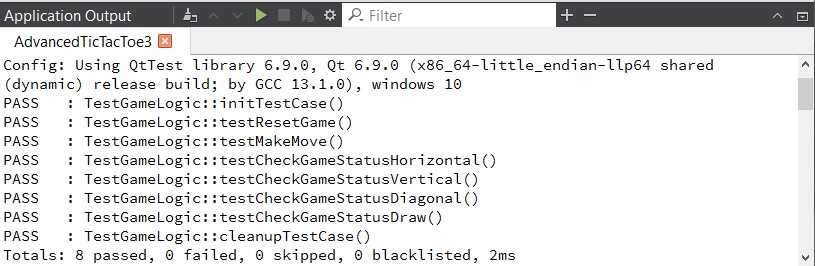 Application Output
Filter
AdvancedTicTacToe3
Config: Using QtTest library 6.9.0, Qt 6.9.0 (x86_64-little_endian-llp64 shared
(dynamic) release build; by GCC 13.1.0), windows 10
PASS   : TestGameLogic::initTestCase()
PASS   : TestGameLogic::testResetGame()
PASS   : TestGameLogic::testMakeMove()
PASS   : TestGameLogic::testCheckGameStatusHorizontal()
PASS   : TestGameLogic::testCheckGameStatusVertical()
PASS   : TestGameLogic::testCheckGameStatusDiagonal()
PASS   : TestGameLogic::testCheckGameStatusDraw()
PASS   : TestGameLogic::cleanupTestCase()
Totals: 8 passed, 0 failed, 0 skipped, 0 blacklisted, 2ms